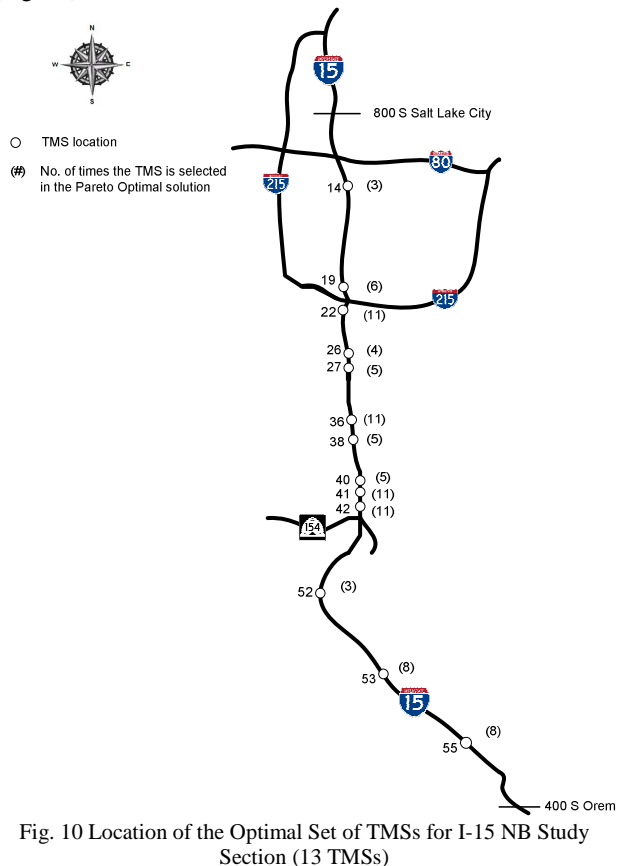 N
W
E
S
TMS location
(#) No. of times the TMS is selected
in the Pareto Optimal solution
15
800 S Salt Lake City
80
215
14 (3)
19 (6)
215
22 (11)
26 (4)
27 (5)
36 (11)
38 (5)
40 (5)
41 (11)
42 (11)
154
52 (3)
53 (8)
15
55 (8)
400 S Orem
Fig. 10 Location of the Optimal Set of TMSs for I-15 NB Study
Section (13 TMSs)